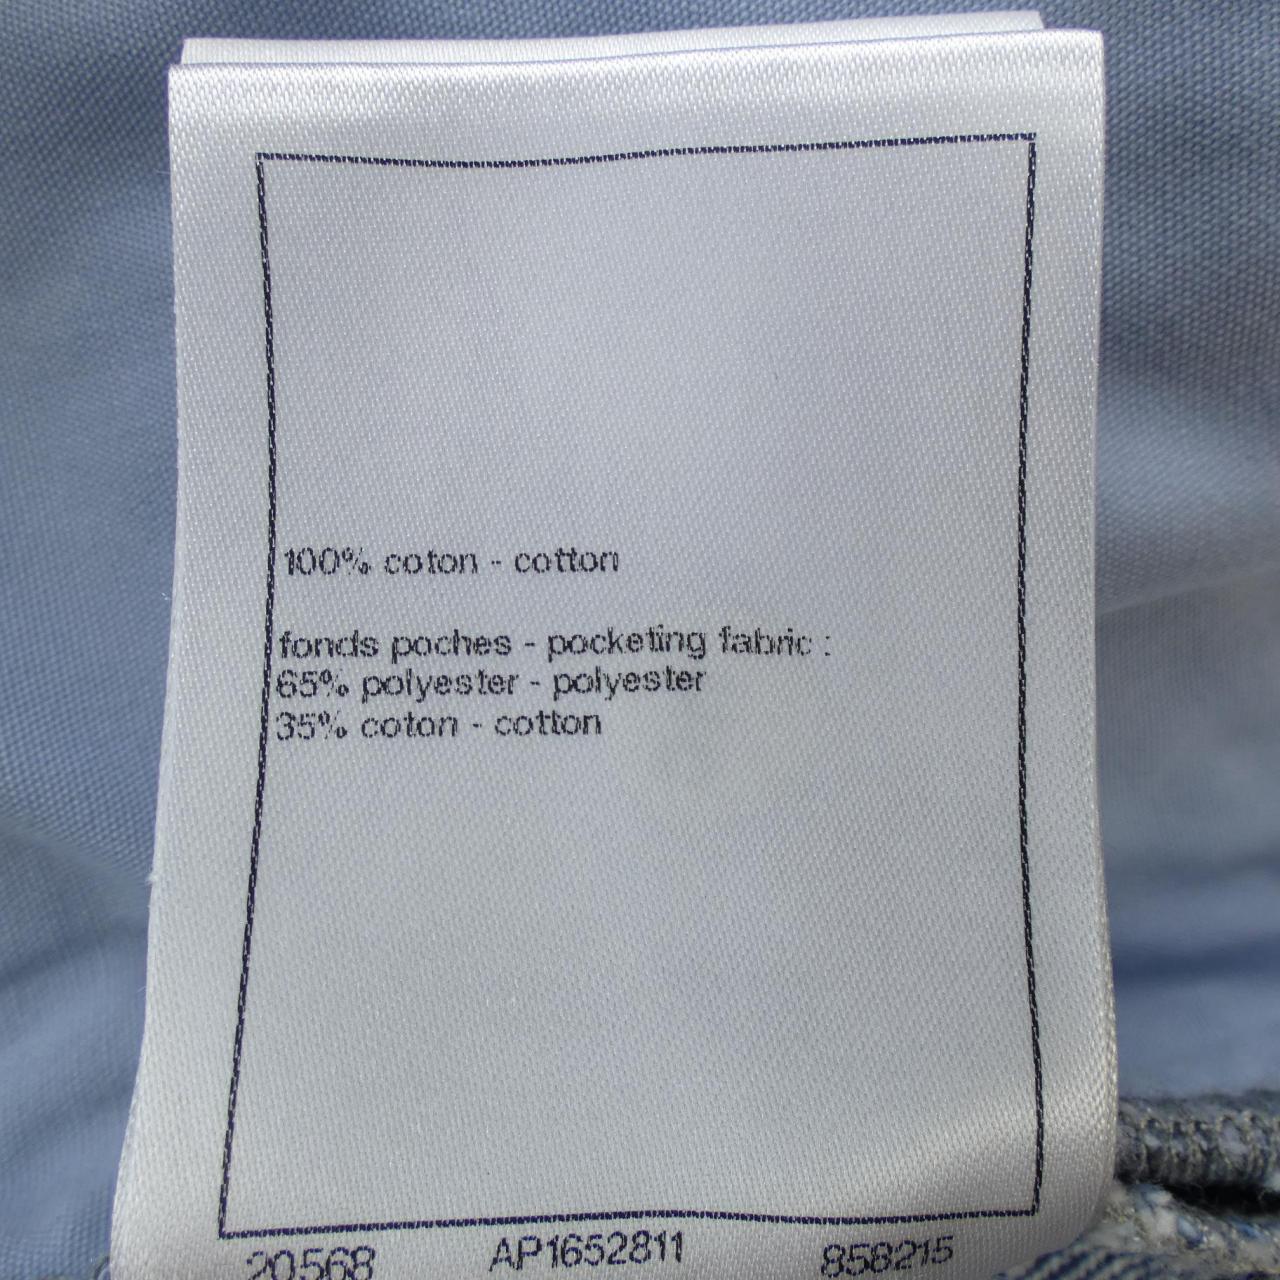 100% coton - cotton
fonds poches - pocketing fabric :
65% polyester - polyester
35% coton - cotton
20568 AP1652811 858215